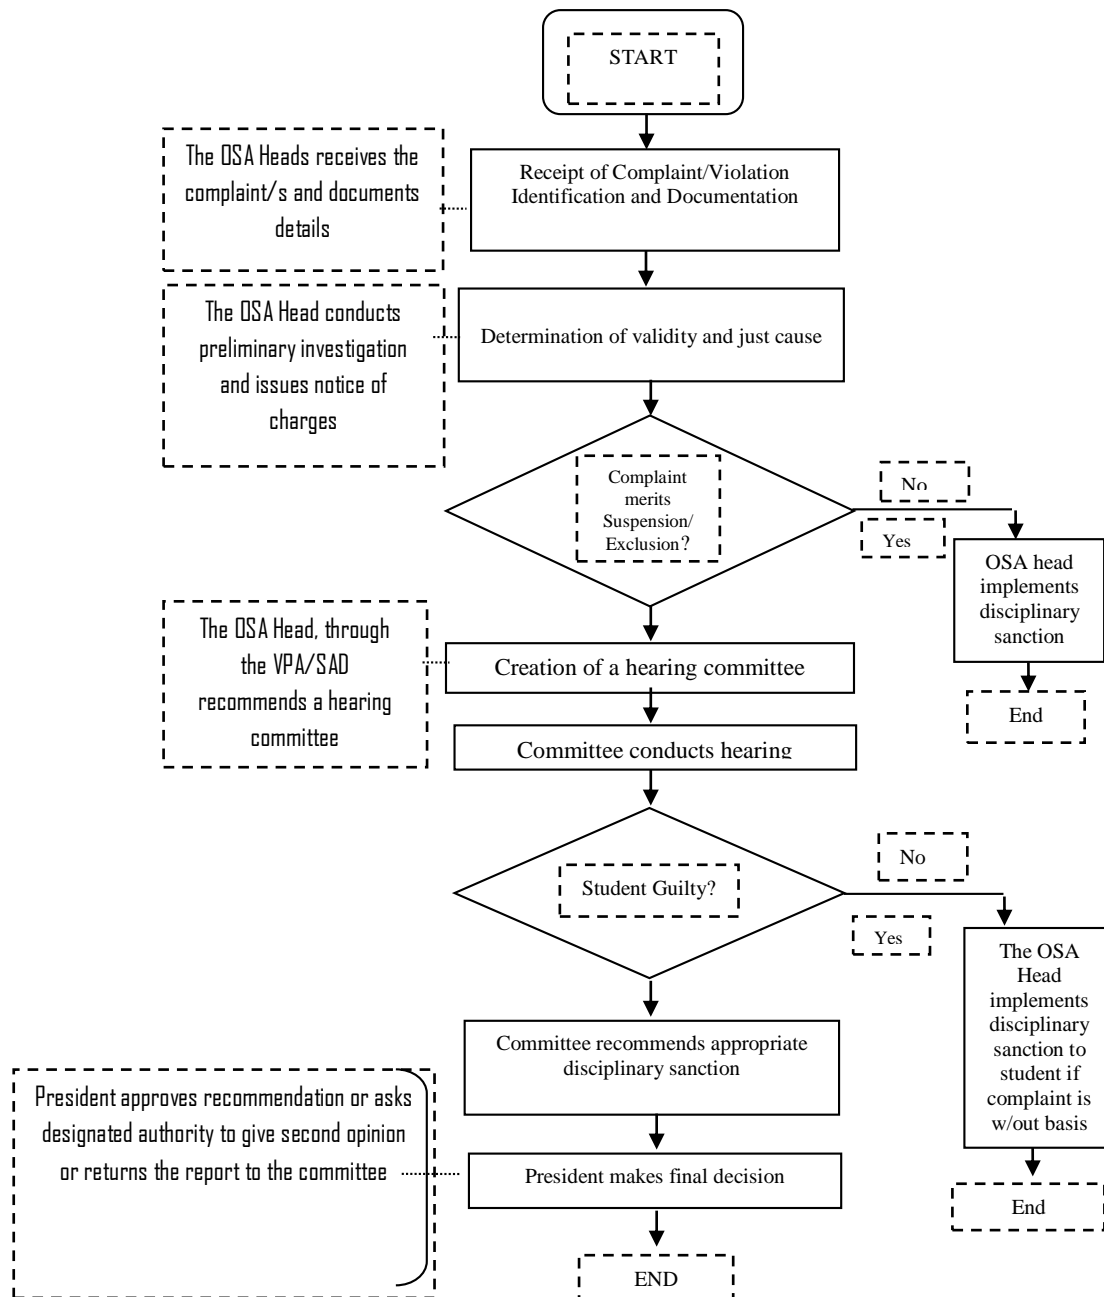 START
The OSA Heads receives the
complaint/s and documents
details
Receipt of Complaint/Violation
Identification and Documentation
The OSA Head conducts
preliminary investigation
and issues notice of
charges
Determination of validity and just cause
Complaint
merits
Suspension/
Exclusion?
No
Yes
OSA head
implements
disciplinary
sanction
End
The OSA Head, through
the VPA/SAD
recommends a hearing
committee
Creation of a hearing committee
Committee conducts hearing
Student Guilty?
No
Yes
The OSA
Head
implements
disciplinary
sanction to
student if
complaint is
w/out basis
End
Committee recommends appropriate
disciplinary sanction
President approves recommendation or asks
designated authority to give second opinion
or returns the report to the committee
President makes final decision
END